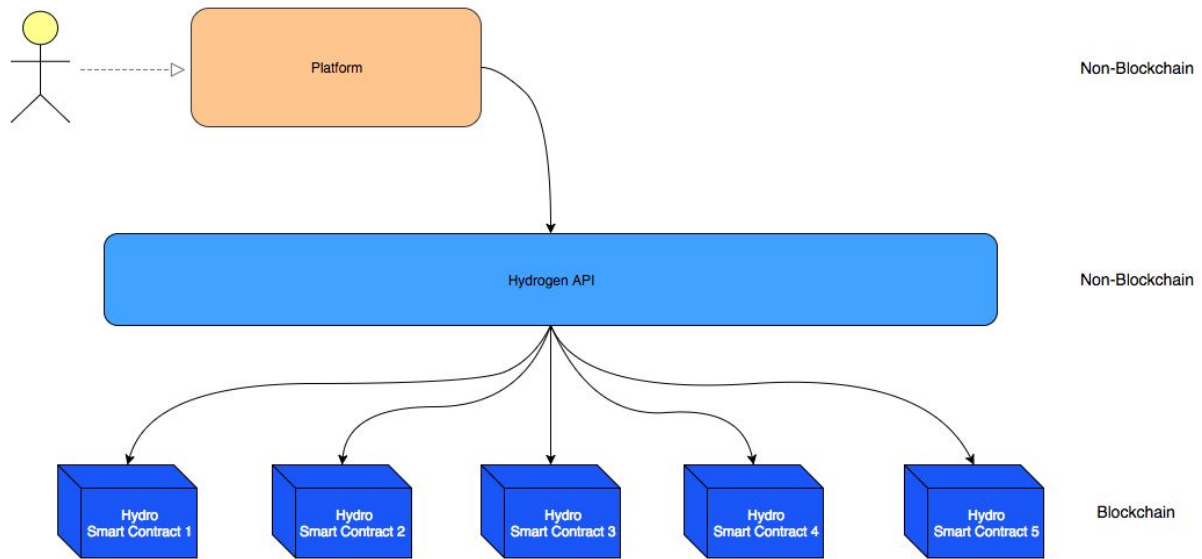 Platform
Non-Blockchain
Hydrogen API
Non-Blockchain
Hydro
Smart Contract 1
Hydro
Smart Contract 2
Hydro
Smart Contract 3
Hydro
Smart Contract 4
Hydro
Smart Contract 5
Blockchain